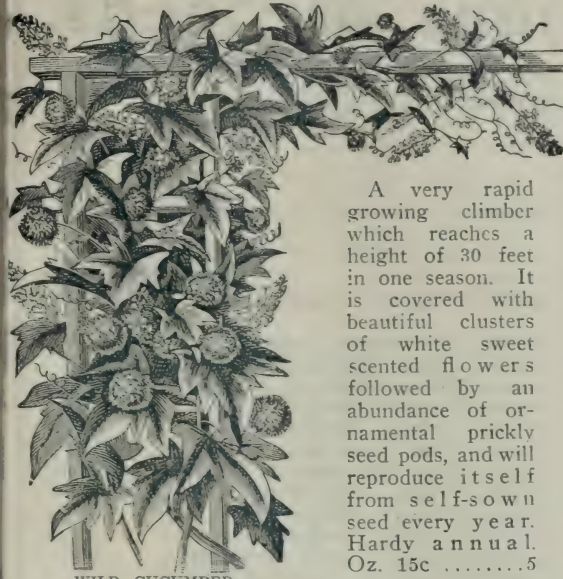 A very rapid
growing climber
which reaches a
height of 30 feet
in one season. It
is covered with
beautiful clusters
of white sweet
scented flowers
followed by an
abundance of or-
namental prickly
seed pods, and will
reproduce itself
from self-sown
seed every year.
Hardy annual.
Oz. 15c ........5
WILD CUCUMBER